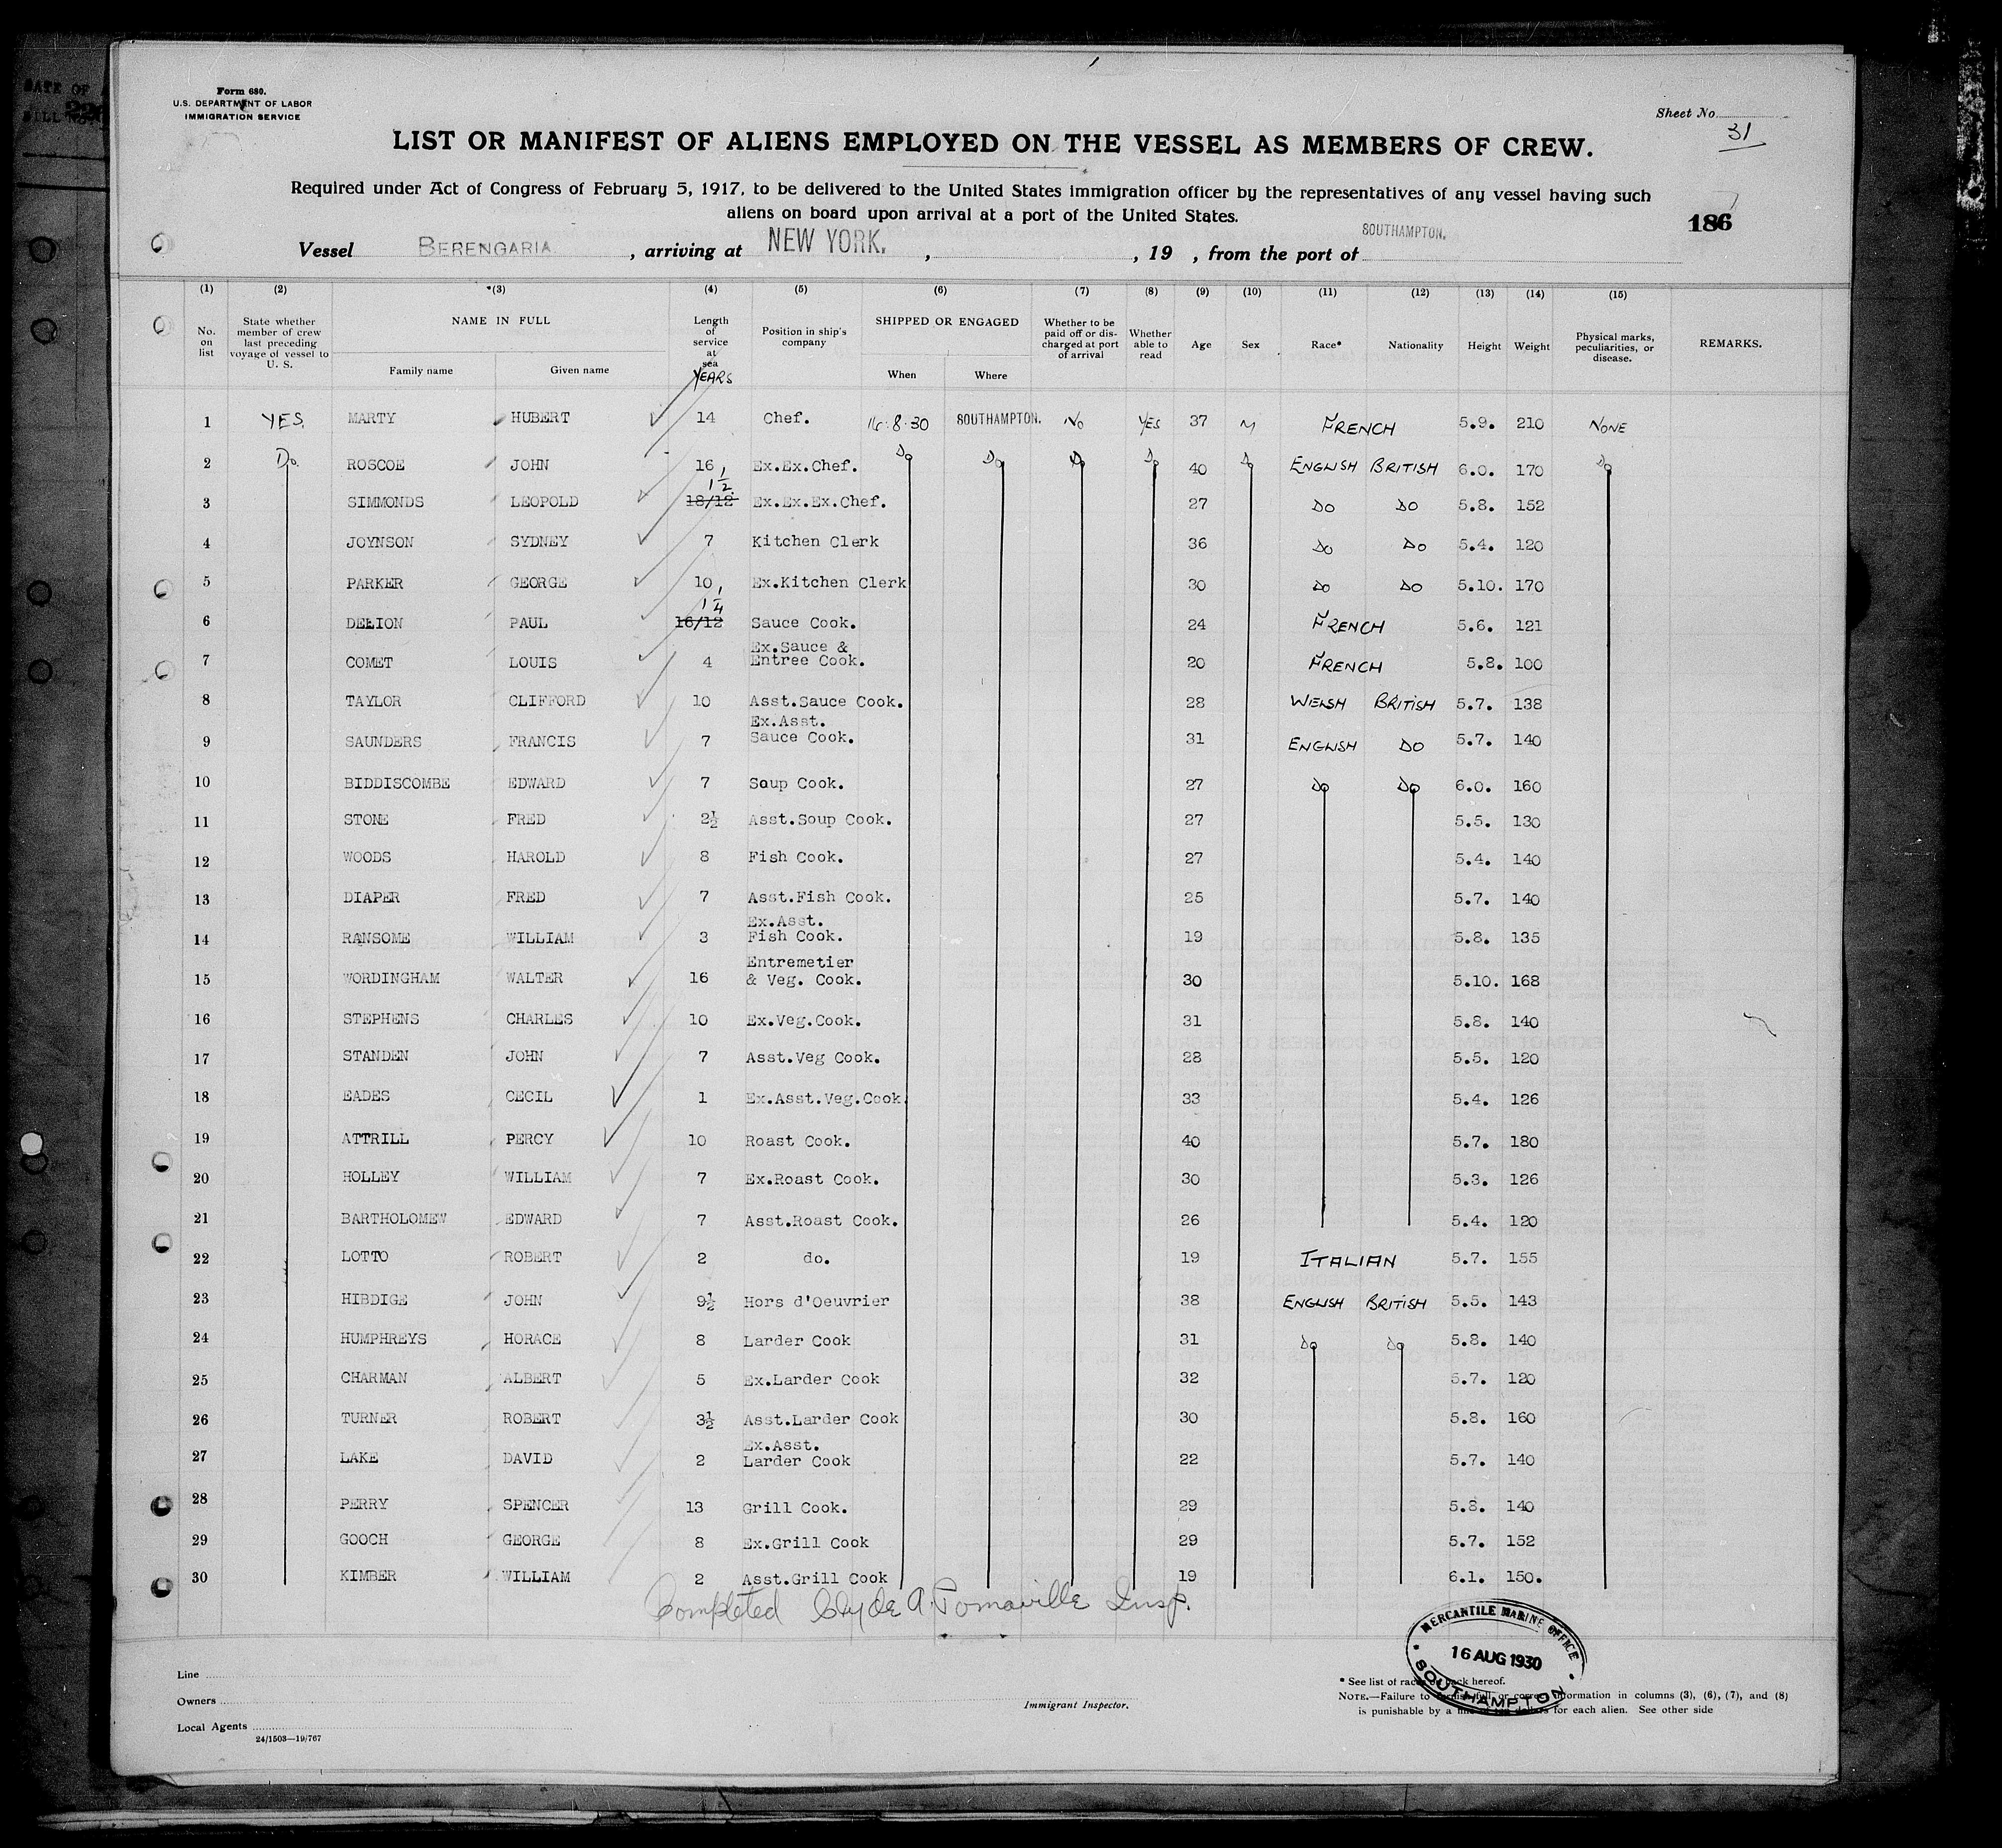 DATE OF
Form 680.
U.S. DEPARTMENT OF LABOR
IMMIGRATION SERVICE
Sheet No.
31
LIST OR MANIFEST OF ALIENS EMPLOYED ON THE VESSEL AS MEMBERS OF CREW.
Required under Act of Congress of February 5, 1917, to be delivered to the United States immigration officer by the representatives of any vessel having such
aliens on board upon arrival at a port of the United States.
186
Vessel BERENGARIA , arriving at NEW YORK. , , 19 , from the port of SOUTHAMPTON.
(1) (2) *(3) (4) (5) (6) (7) (8) (9) (10) (11) (12) (13) (14) (15)
No. on list State whether member of crew last preceding voyage of vessel to U. S. NAME IN FULL Family name Given name Length of service at sea YEARS Position in ship's company SHIPPED OR ENGAGED When Where Whether to be paid off or discharged at port of arrival Whether able to read Age Sex Race* Nationality Height Weight Physical marks, peculiarities, or disease. REMARKS.
1 YES. MARTY HUBERT 14 Chef. 16.8.30 SOUTHAMPTON. No YES 37 M FRENCH 5.9. 210 NONE
2 Do. ROSCOE JOHN 16 Ex.Ex.Chef. Do Do Do Do 40 Do ENGLISH BRITISH 6.0. 170 Do
3 SIMMONDS LEOPOLD 18/12 1½ Ex.Ex.Ex.Chef. 27 DO DO 5.8. 152
4 JOYNSON SYDNEY 7 Kitchen Clerk 36 DO DO 5.4. 120
5 PARKER GEORGE 10 Ex.Kitchen Clerk 30 DO DO 5.10. 170
6 DELION PAUL 16/12 1¼ Sauce Cook. 24 FRENCH 5.6. 121
7 COMET LOUIS 4 Ex.Sauce & Entree Cook. 20 FRENCH 5.8. 100
8 TAYLOR CLIFFORD 10 Asst.Sauce Cook. 28 WELSH BRITISH 5.7. 138
9 SAUNDERS FRANCIS 7 Ex.Asst. Sauce Cook. 31 ENGLISH DO 5.7. 140
10 BIDDISCOMBE EDWARD 7 Soup Cook. 27 Do Do 6.0. 160
11 STONE FRED 2½ Asst.Soup Cook. 27 5.5. 130
12 WOODS HAROLD 8 Fish Cook. 27 5.4. 140
13 DIAPER FRED 7 Asst.Fish Cook. 25 5.7. 140
14 RANSOME WILLIAM 3 Ex.Asst. Fish Cook. 19 5.8. 135
15 WORDINGHAM WALTER 16 Entremetier & Veg. Cook. 30 5.10. 168
16 STEPHENS CHARLES 10 Ex.Veg.Cook. 31 5.8. 140
17 STANDEN JOHN 7 Asst.Veg Cook. 28 5.5. 120
18 EADES CECIL 1 Ex.Asst.Veg.Cook. 33 5.4. 126
19 ATTRILL PERCY 10 Roast Cook. 40 5.7. 180
20 HOLLEY WILLIAM 7 Ex.Roast Cook. 30 5.3. 126
21 BARTHOLOMEW EDWARD 7 Asst.Roast Cook. 26 5.4. 120
22 LOTTO ROBERT 2 do. 19 ITALIAN 5.7. 155
23 HIBDIGE JOHN 9½ Hors d'Oeuvrier 38 ENGLISH BRITISH 5.5. 143
24 HUMPHREYS HORACE 8 Larder Cook 31 Do Do 5.8. 140
25 CHARMAN ALBERT 5 Ex.Larder Cook 32 5.7. 120
26 TURNER ROBERT 3½ Asst.Larder Cook 30 5.8. 160
27 LAKE DAVID 2 Ex.Asst. Larder Cook 22 5.7. 140
28 PERRY SPENCER 13 Grill Cook. 29 5.8. 140
29 GOOCH GEORGE 8 Ex.Grill Cook 29 5.7. 152
30 KIMBER WILLIAM 2 Asst.Grill Cook 19 6.1. 150.
Completed Clyde A. Pomaville Insp.
MERCANTILE MARINE OFFICE
16 AUG 1930
SOUTHAMPTON
Line
Owners
Local Agents
24/1503—19/767
Immigrant Inspector.
* See list of races on back hereof.
NOTE.—Failure to furnish full or correct information in columns (3), (6), (7), and (8)
is punishable by a fine of ten dollars for each alien. See other side